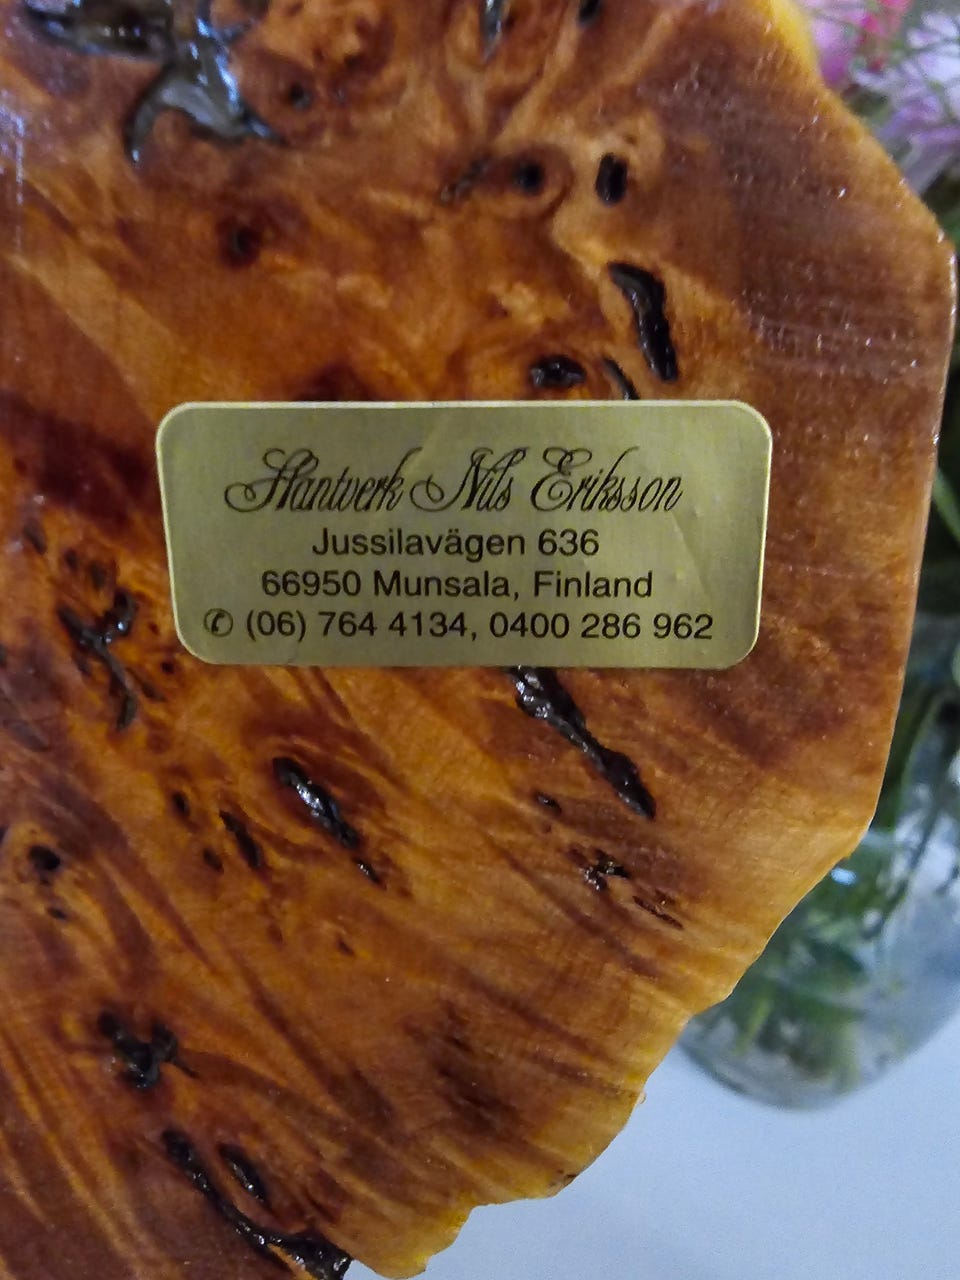 Hantverk Nils Eriksson
Jussilavägen 636
66950 Munsala, Finland
✆ (06) 764 4134, 0400 286 962